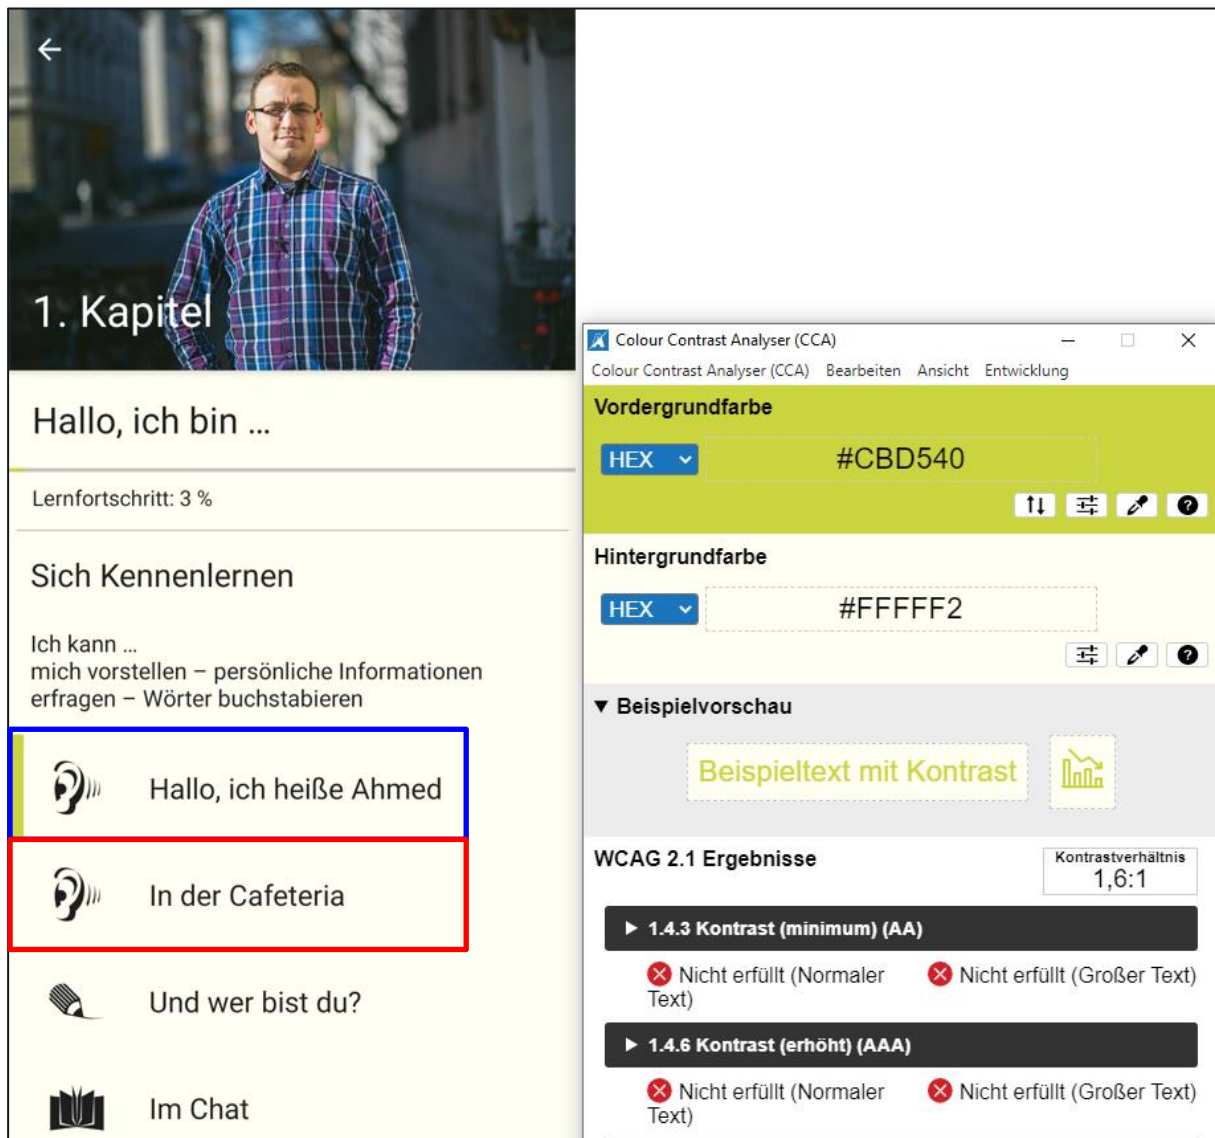 1. Kapitel
Hallo, ich bin ...
Lernfortschritt: 3 %
Sich Kennenlernen
Ich kann ...
mich vorstellen – persönliche Informationen
erfragen – Wörter buchstabieren
Hallo, ich heiße Ahmed
In der Cafeteria
Und wer bist du?
Im Chat
Colour Contrast Analyser (CCA)
Colour Contrast Analyser (CCA) Bearbeiten Ansicht Entwicklung
Vordergrundfarbe
HEX #CBD540
Hintergrundfarbe
HEX #FFFFF2
▼ Beispielvorschau
Beispieltext mit Kontrast
WCAG 2.1 Ergebnisse
Kontrastverhältnis
1,6:1
▶ 1.4.3 Kontrast (minimum) (AA)
Nicht erfüllt (Normaler
Text)
Nicht erfüllt (Großer Text)
▶ 1.4.6 Kontrast (erhöht) (AAA)
Nicht erfüllt (Normaler
Text)
Nicht erfüllt (Großer Text)